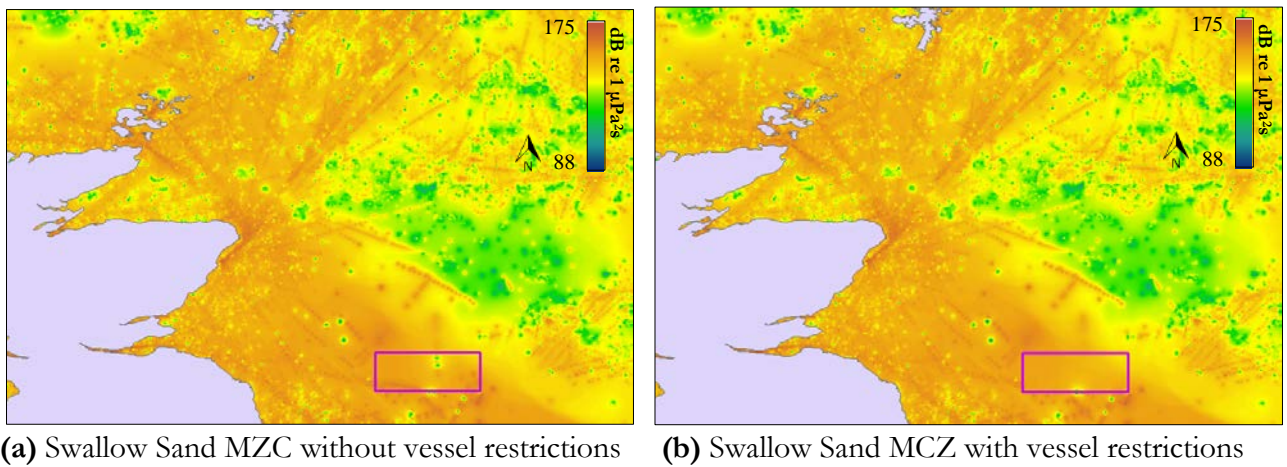 175
dB re 1 µPa²s
88
N
175
dB re 1 µPa²s
88
N
(a) Swallow Sand MZC without vessel restrictions
(b) Swallow Sand MCZ with vessel restrictions